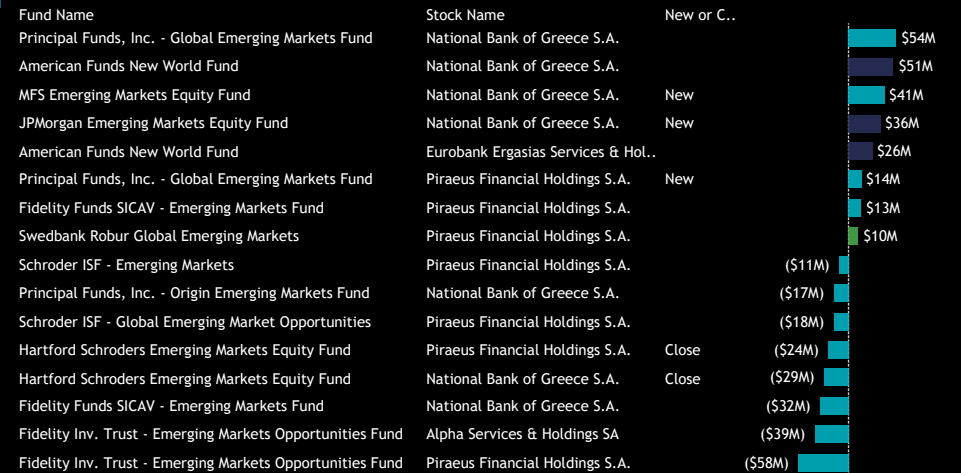 Fund Name Stock Name New or C..
Principal Funds, Inc. - Global Emerging Markets Fund National Bank of Greece S.A. $54M
American Funds New World Fund National Bank of Greece S.A. $51M
MFS Emerging Markets Equity Fund National Bank of Greece S.A. New $41M
JPMorgan Emerging Markets Equity Fund National Bank of Greece S.A. New $36M
American Funds New World Fund Eurobank Ergasias Services & Hol.. $26M
Principal Funds, Inc. - Global Emerging Markets Fund Piraeus Financial Holdings S.A. New $14M
Fidelity Funds SICAV - Emerging Markets Fund Piraeus Financial Holdings S.A. $13M
Swedbank Robur Global Emerging Markets Piraeus Financial Holdings S.A. $10M
Schroder ISF - Emerging Markets Piraeus Financial Holdings S.A. ($11M)
Principal Funds, Inc. - Origin Emerging Markets Fund National Bank of Greece S.A. ($17M)
Schroder ISF - Global Emerging Market Opportunities Piraeus Financial Holdings S.A. ($18M)
Hartford Schroders Emerging Markets Equity Fund Piraeus Financial Holdings S.A. Close ($24M)
Hartford Schroders Emerging Markets Equity Fund National Bank of Greece S.A. Close ($29M)
Fidelity Funds SICAV - Emerging Markets Fund National Bank of Greece S.A. ($32M)
Fidelity Inv. Trust - Emerging Markets Opportunities Fund Alpha Services & Holdings SA ($39M)
Fidelity Inv. Trust - Emerging Markets Opportunities Fund Piraeus Financial Holdings S.A. ($58M)